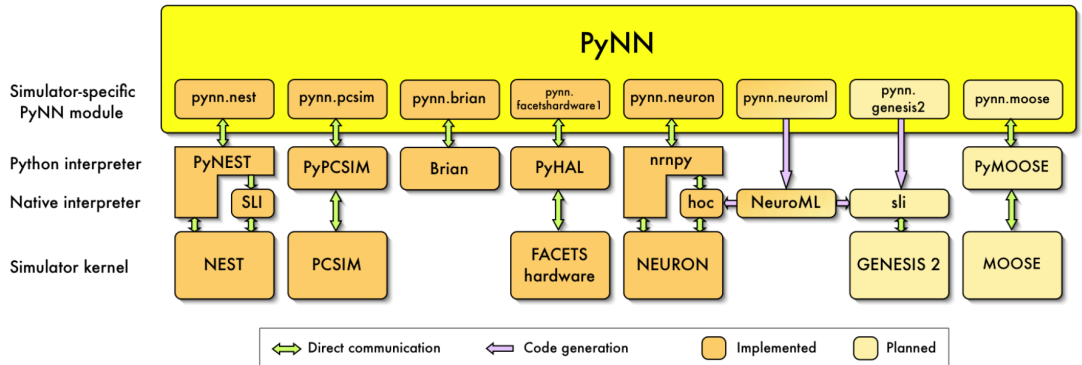 PyNN
Simulator-specific
PyNN module
pynn.nest
pynn.pcsim
pynn.brian
pynn.
facetshardware1
pynn.neuron
pynn.neuroml
pynn.
genesis2
pynn.moose
Python interpreter
PyNEST
PyPCSIM
Brian
PyHAL
nrnpy
PyMOOSE
Native interpreter
SLI
hoc
NeuroML
sli
Simulator kernel
NEST
PCSIM
FACETS
hardware
NEURON
GENESIS 2
MOOSE
Direct communication
Code generation
Implemented
Planned